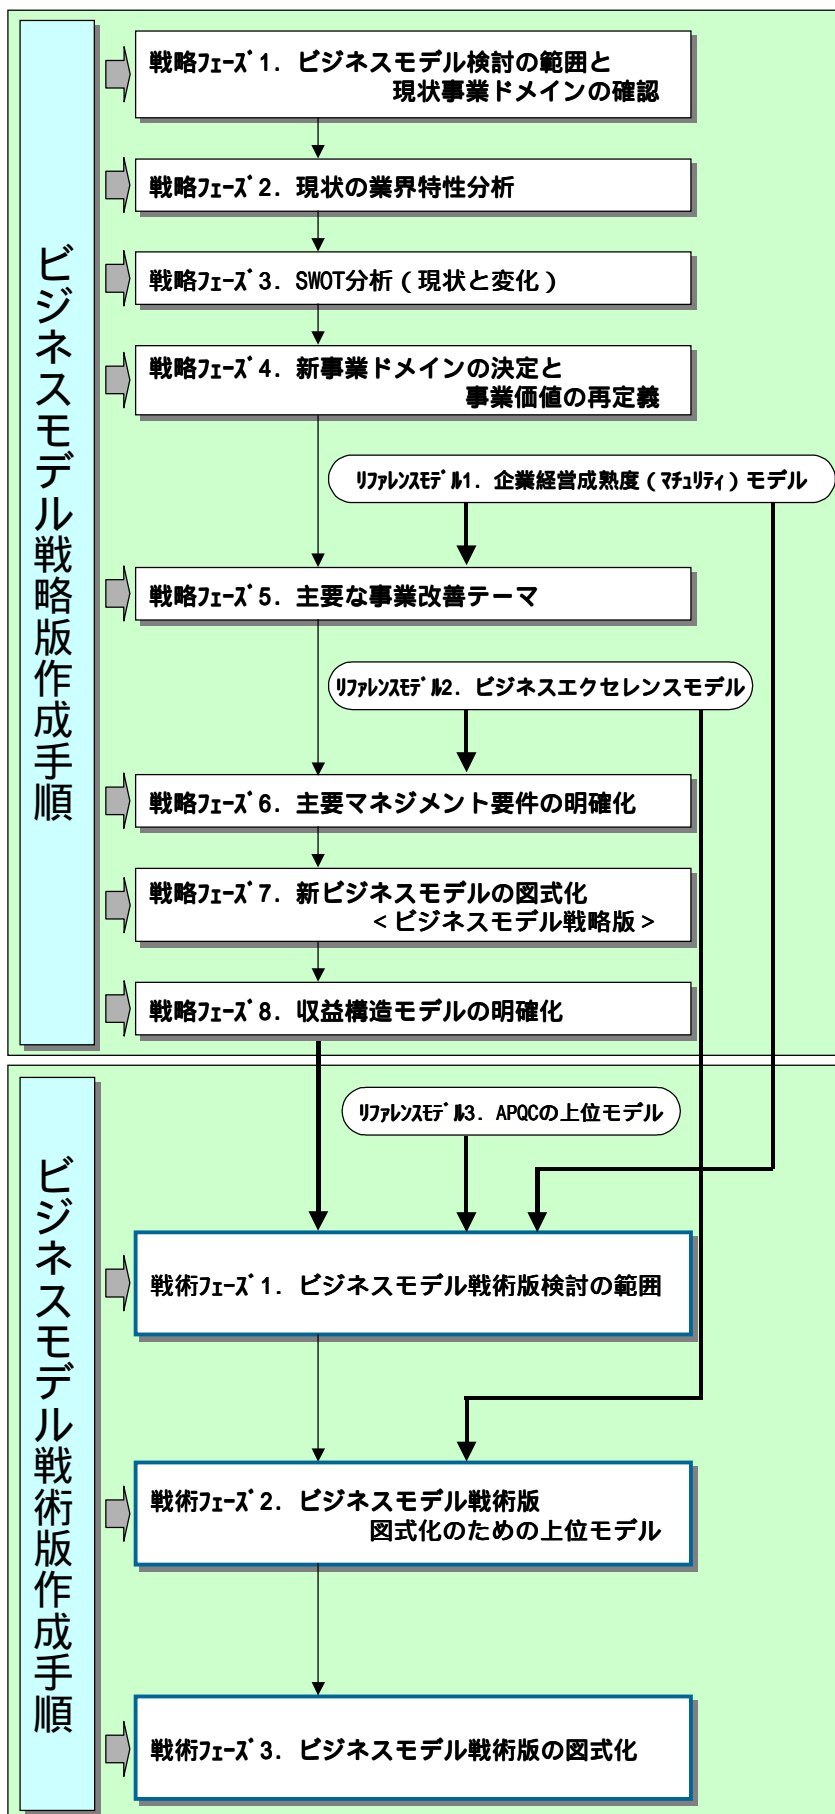 ビジネスモデル戦略版作成手順
戦略ﾌｪｰｽﾞ1. ビジネスモデル検討の範囲と
現状事業ドメインの確認
戦略ﾌｪｰｽﾞ2. 現状の業界特性分析
戦略ﾌｪｰｽﾞ3. SWOT分析（現状と変化）
戦略ﾌｪｰｽﾞ4. 新事業ドメインの決定と
事業価値の再定義
ﾘﾌｧﾚﾝｽﾓﾃﾞﾙ1. 企業経営成熟度（ﾏﾁｭﾘﾃｨ）モデル
戦略ﾌｪｰｽﾞ5. 主要な事業改善テーマ
ﾘﾌｧﾚﾝｽﾓﾃﾞﾙ2. ビジネスエクセレンスモデル
戦略ﾌｪｰｽﾞ6. 主要マネジメント要件の明確化
戦略ﾌｪｰｽﾞ7. 新ビジネスモデルの図式化
＜ビジネスモデル戦略版＞
戦略ﾌｪｰｽﾞ8. 収益構造モデルの明確化
ビジネスモデル戦術版作成手順
ﾘﾌｧﾚﾝｽﾓﾃﾞﾙ3. APQCの上位モデル
戦術ﾌｪｰｽﾞ1. ビジネスモデル戦術版検討の範囲
戦術ﾌｪｰｽﾞ2. ビジネスモデル戦術版
図式化のための上位モデル
戦術ﾌｪｰｽﾞ3. ビジネスモデル戦術版の図式化